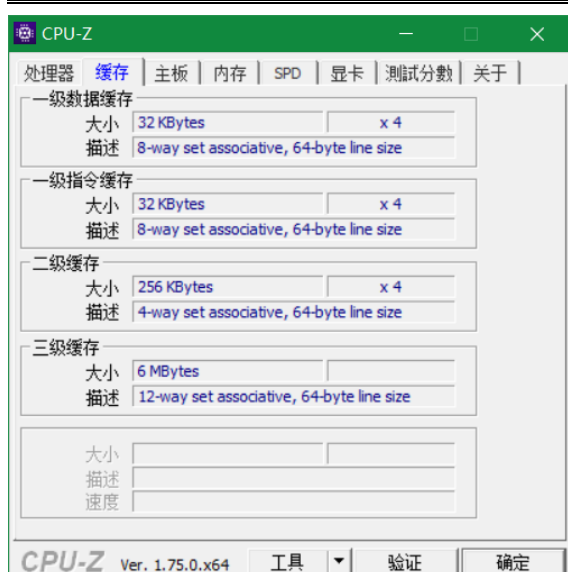 CPU-Z
处理器 缓存 主板 内存 SPD 显卡 測試分數 关于
一级数据缓存
大小 32 KBytes x 4
描述 8-way set associative, 64-byte line size
一级指令缓存
大小 32 KBytes x 4
描述 8-way set associative, 64-byte line size
二级缓存
大小 256 KBytes x 4
描述 4-way set associative, 64-byte line size
三级缓存
大小 6 MBytes
描述 12-way set associative, 64-byte line size
大小
描述
速度
CPU-Z Ver. 1.75.0.x64 工具 验证 确定